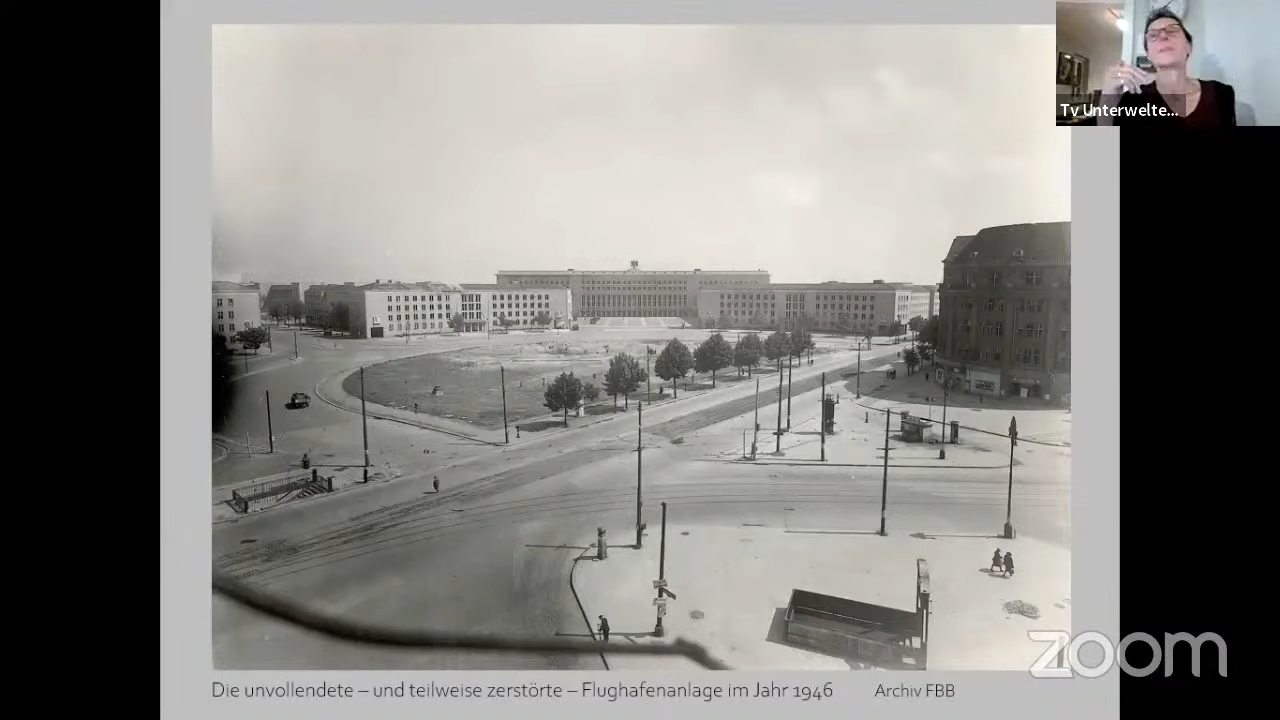 Tv Unterwelte...
zoom
Die unvollendete – und teilweise zerstörte – Flughafenanlage im Jahr 1946 Archiv FBB